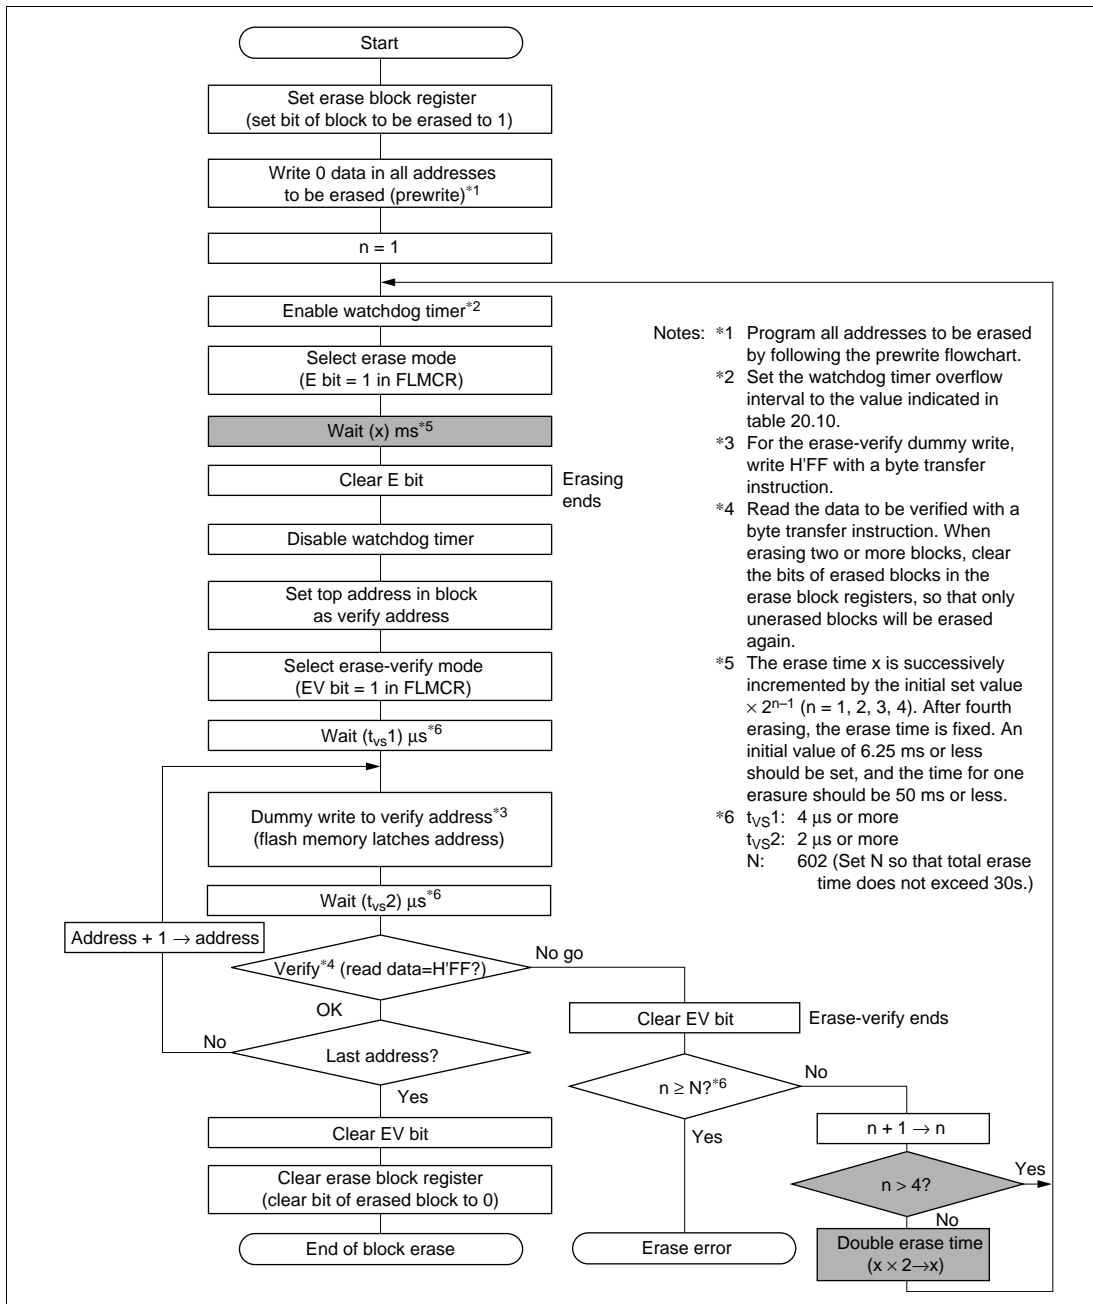 Start
Set erase block register
(set bit of block to be erased to 1)
Write 0 data in all addresses
to be erased (prewrite)*1
n = 1
Enable watchdog timer*2
Select erase mode
(E bit = 1 in FLMCR)
Wait (x) ms*5
Clear E bit
Erasing
ends
Disable watchdog timer
Set top address in block
as verify address
Select erase-verify mode
(EV bit = 1 in FLMCR)
Wait (tvs1) μs*6
Dummy write to verify address*3
(flash memory latches address)
Wait (tvs2) μs*6
Address + 1 → address
Verify*4 (read data=H'FF?)
No go
OK
Last address?
No
Yes
Clear EV bit
Clear erase block register
(clear bit of erased block to 0)
End of block erase
Clear EV bit
Erase-verify ends
n ≥ N?*6
No
Yes
Erase error
n + 1 → n
n > 4?
Yes
No
Double erase time
(x × 2→x)
Notes: *1 Program all addresses to be erased
by following the prewrite flowchart.
*2 Set the watchdog timer overflow
interval to the value indicated in
table 20.10.
*3 For the erase-verify dummy write,
write H'FF with a byte transfer
instruction.
*4 Read the data to be verified with a
byte transfer instruction. When
erasing two or more blocks, clear
the bits of erased blocks in the
erase block registers, so that only
unerased blocks will be erased
again.
*5 The erase time x is successively
incremented by the initial set value
× 2n–1 (n = 1, 2, 3, 4). After fourth
erasing, the erase time is fixed. An
initial value of 6.25 ms or less
should be set, and the time for one
erasure should be 50 ms or less.
*6 tVS1: 4 μs or more
tVS2: 2 μs or more
N: 602 (Set N so that total erase
time does not exceed 30s.)